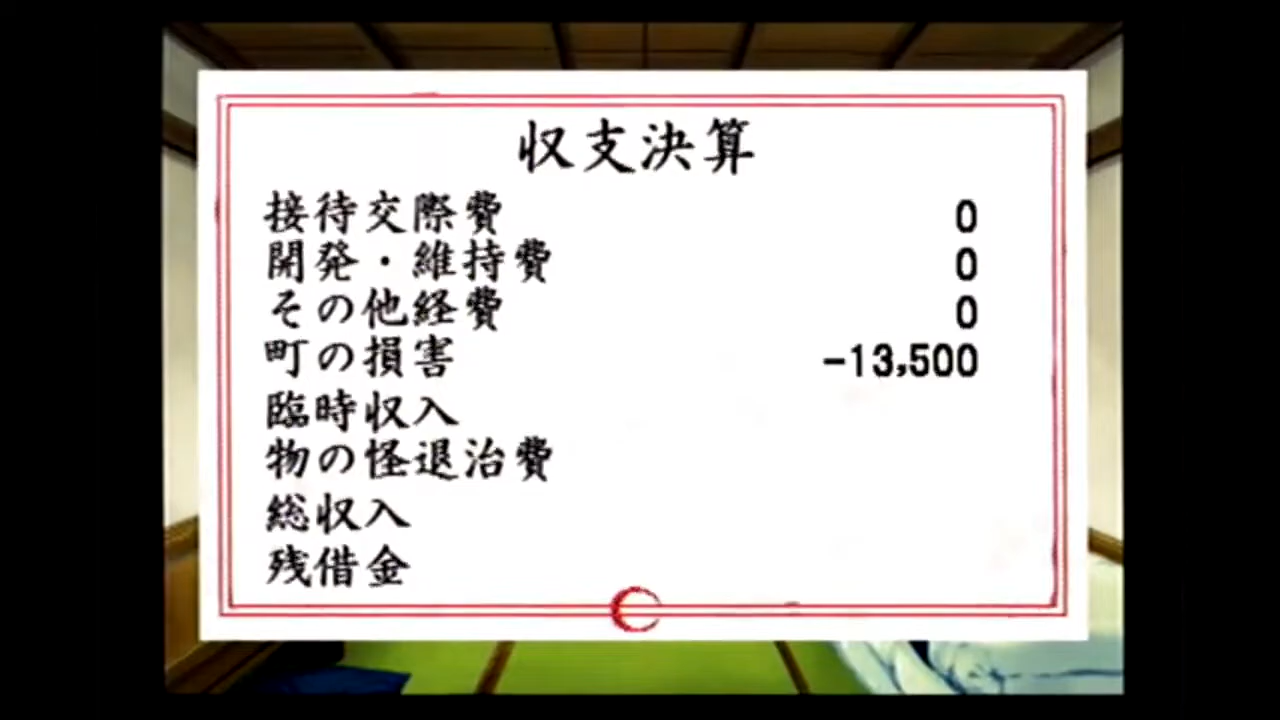 収支決算
接待交際費 0
開発・維持費 0
その他経費 0
町の損害 -13,500
臨時収入
物の怪退治費
総収入
残借金